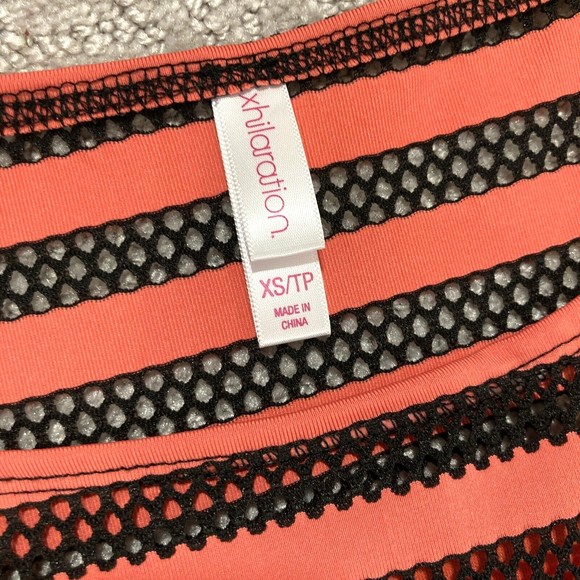 xhilaration.
XS/TP
MADE IN
CHINA